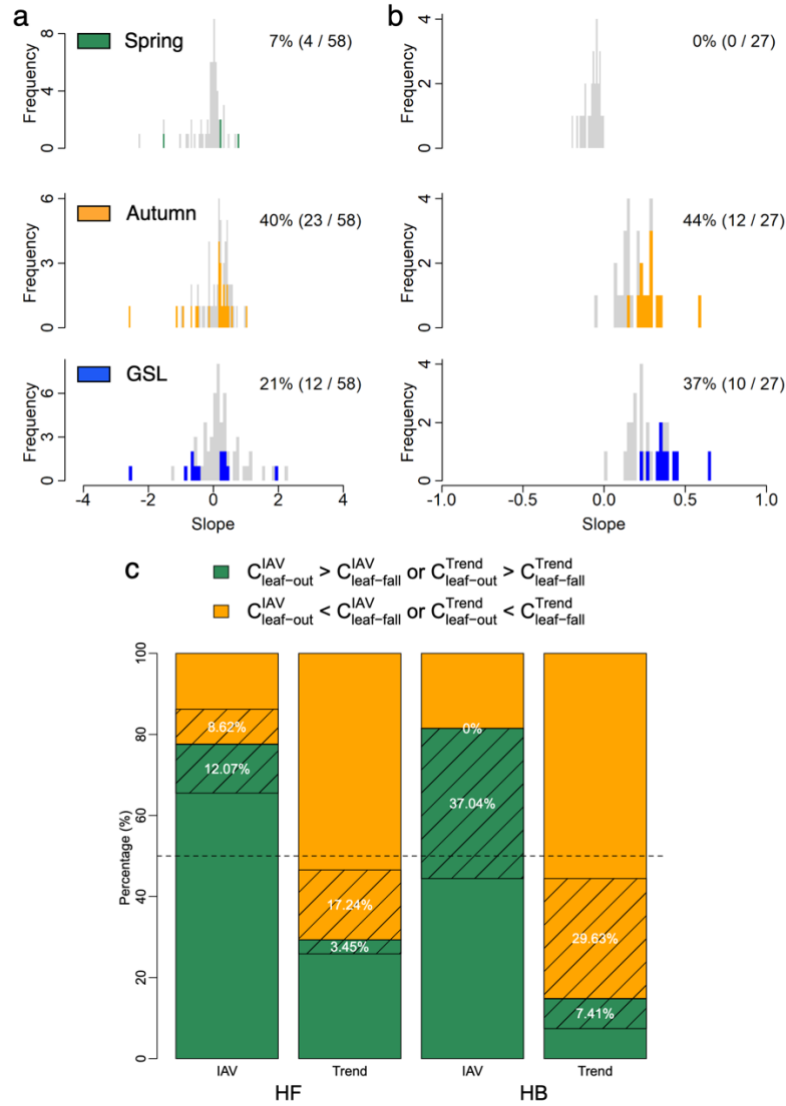 a
b
Spring
7% (4 / 58)
0% (0 / 27)
Frequency
0
4
8
Frequency
0
2
4
Autumn
40% (23 / 58)
44% (12 / 27)
Frequency
0
3
6
Frequency
0
2
4
GSL
21% (12 / 58)
37% (10 / 27)
Frequency
0
3
6
Frequency
0
2
4
-4 -2 0 2 4
Slope
-1.0 -0.5 0.0 0.5 1.0
Slope
c
C^IAV_leaf−out > C^IAV_leaf−fall or C^Trend_leaf−out > C^Trend_leaf−fall
C^IAV_leaf−out < C^IAV_leaf−fall or C^Trend_leaf−out < C^Trend_leaf−fall
Percentage (%)
100
80
60
40
20
0
8.62%
12.07%
17.24%
3.45%
0%
37.04%
29.63%
7.41%
IAV Trend IAV Trend
HF HB